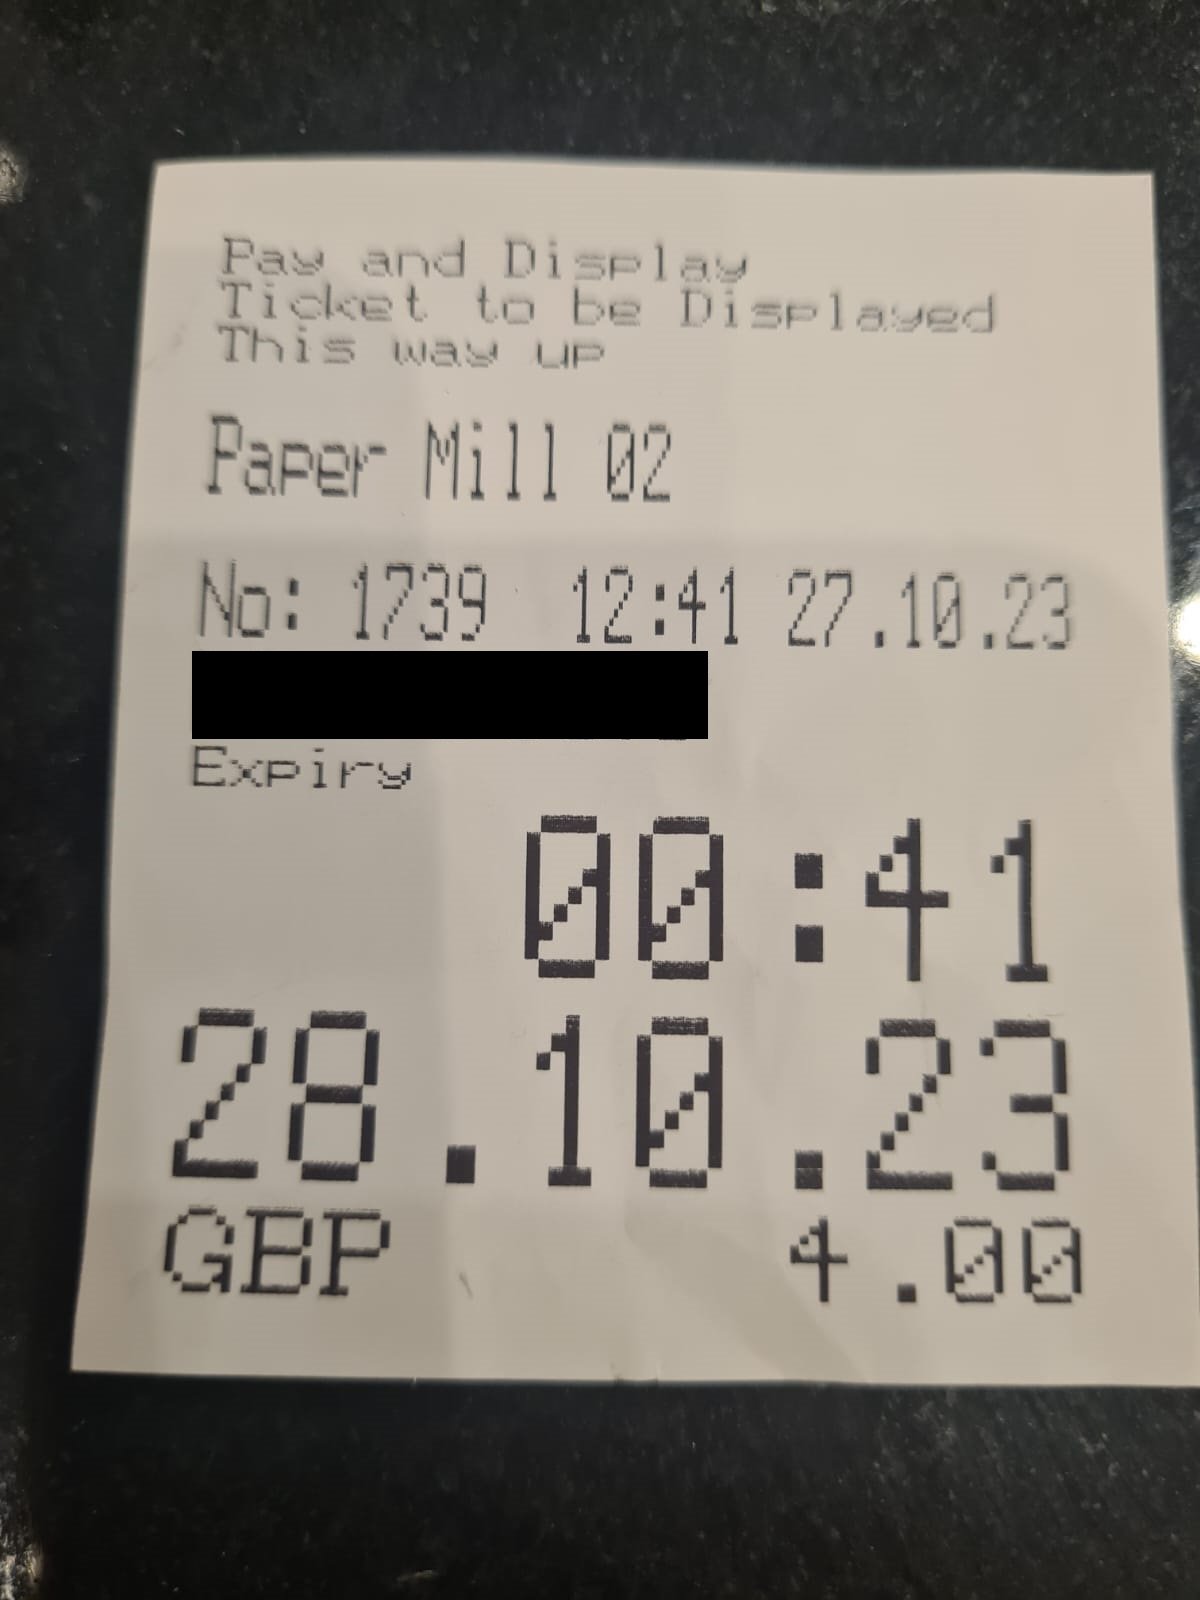 Pay and Display
Ticket to be Displayed
This way up
Paper Mill 02
No: 1739 12:41 27.10.23
Expiry
00:41
28.10.23
GBP 4.00